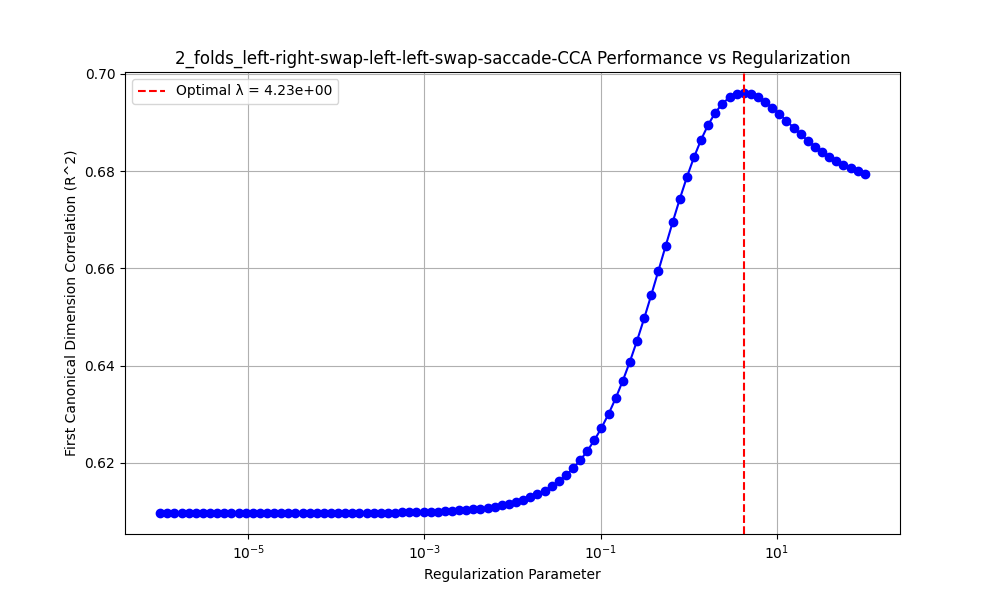 2_folds_left-right-swap-left-left-swap-saccade-CCA Performance vs Regularization
Optimal λ = 4.23e+00
First Canonical Dimension Correlation (R^2)
0.70
0.68
0.66
0.64
0.62
10⁻⁵
10⁻³
10⁻¹
10¹
Regularization Parameter